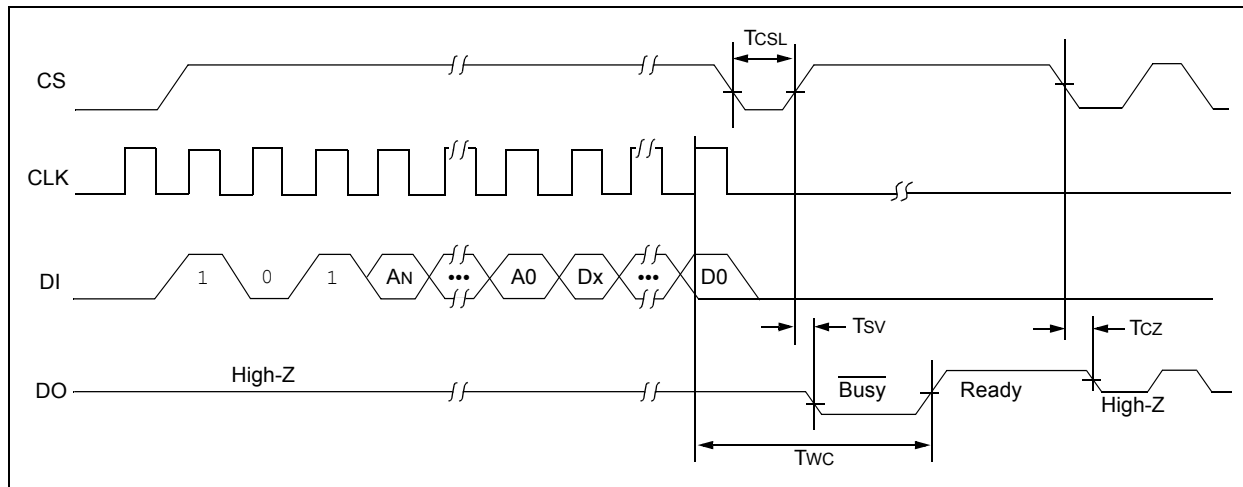 TCSL
CS
CLK
DI
1 0 1 AN ••• A0 Dx ••• D0
TSV
TCZ
High-Z
DO
Busy
Ready
High-Z
TWC